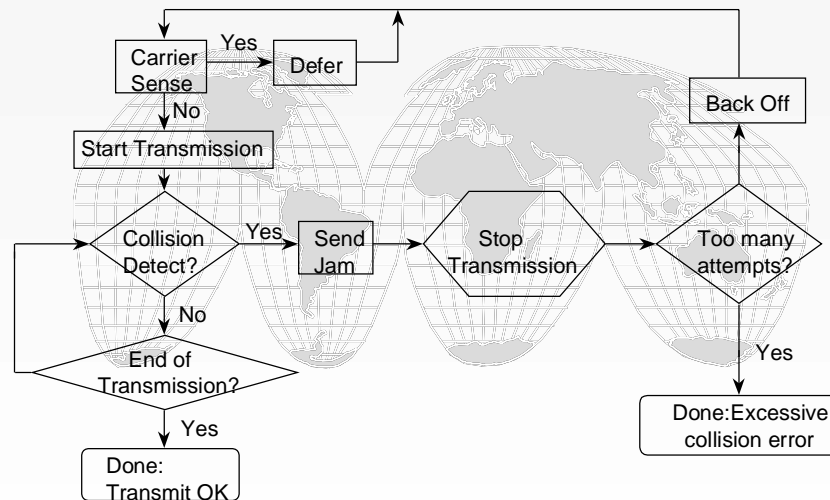 Carrier
Sense
Yes
Defer
Back Off
No
Start Transmission
Collision
Detect?
Yes
Send
Jam
Stop
Transmission
Too many
attempts?
No
End of
Transmission?
Yes
Yes
Done:
Transmit OK
Done:Excessive
collision error